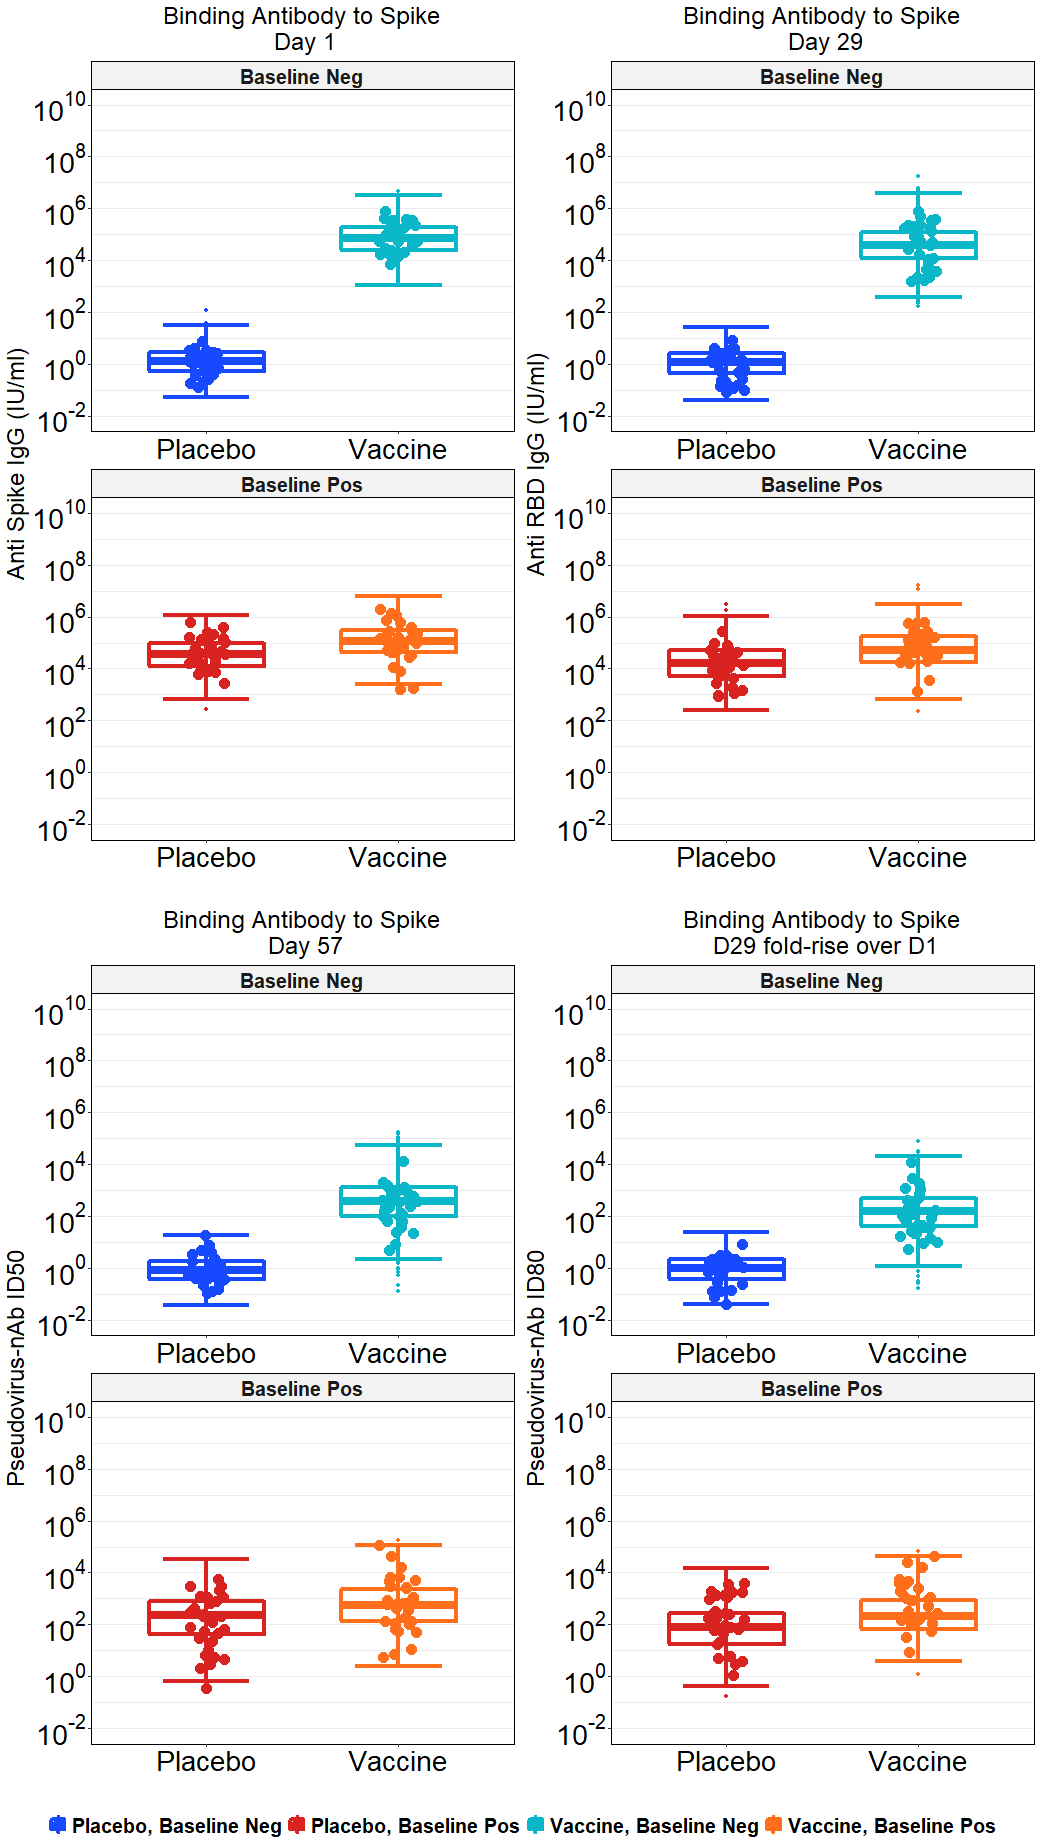 Binding Antibody to Spike
Day 1
Baseline Neg
10^10
10^8
10^6
10^4
10^2
10^0
10^-2
Placebo Vaccine
Baseline Pos
10^10
10^8
10^6
10^4
10^2
10^0
10^-2
Placebo Vaccine
Anti Spike IgG (IU/ml)
Binding Antibody to Spike
Day 29
Baseline Neg
10^10
10^8
10^6
10^4
10^2
10^0
10^-2
Placebo Vaccine
Baseline Pos
10^10
10^8
10^6
10^4
10^2
10^0
10^-2
Placebo Vaccine
Anti RBD IgG (IU/ml)
Binding Antibody to Spike
Day 57
Baseline Neg
10^10
10^8
10^6
10^4
10^2
10^0
10^-2
Placebo Vaccine
Baseline Pos
10^10
10^8
10^6
10^4
10^2
10^0
10^-2
Placebo Vaccine
Pseudovirus-nAb ID50
Binding Antibody to Spike
D29 fold-rise over D1
Baseline Neg
10^10
10^8
10^6
10^4
10^2
10^0
10^-2
Placebo Vaccine
Baseline Pos
10^10
10^8
10^6
10^4
10^2
10^0
10^-2
Placebo Vaccine
Pseudovirus-nAb ID80
Placebo, Baseline Neg Placebo, Baseline Pos Vaccine, Baseline Neg Vaccine, Baseline Pos